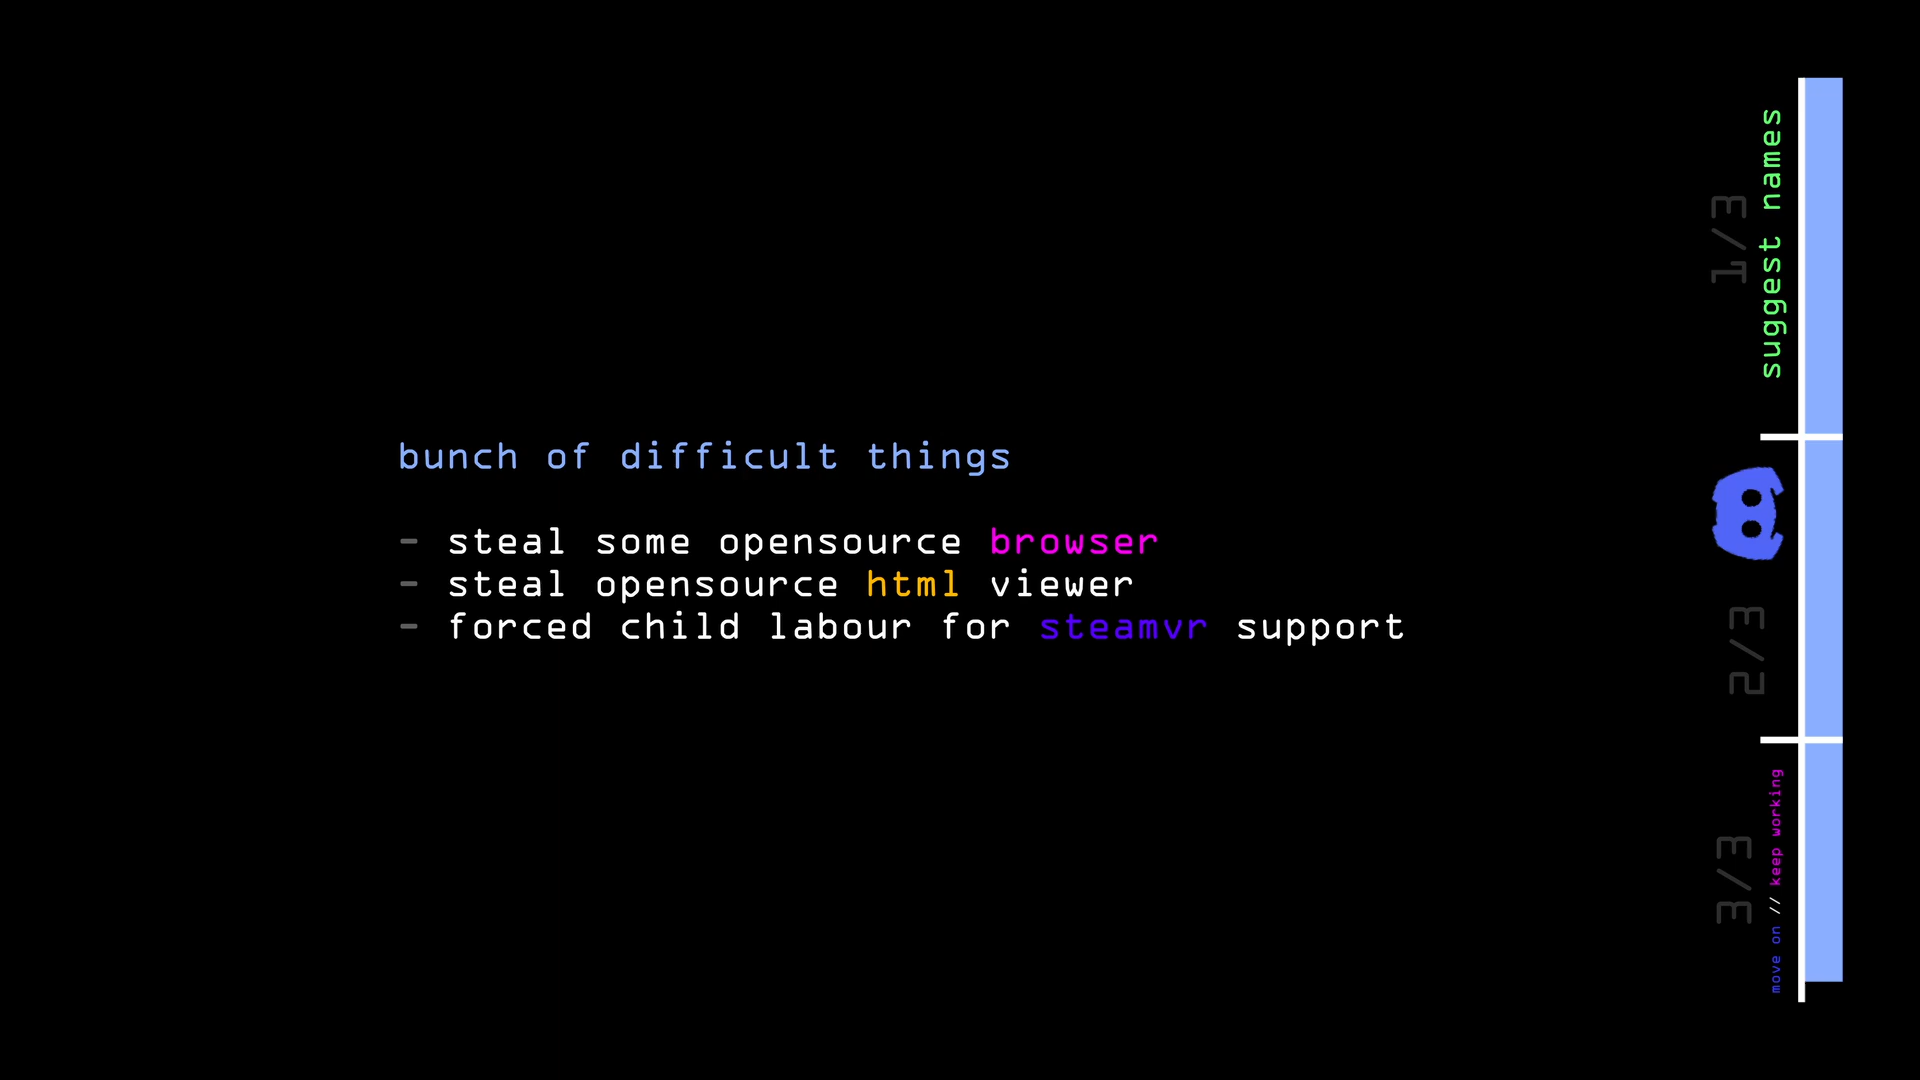 bunch of difficult things
- steal some opensource browser
- steal opensource html viewer
- forced child labour for steamvr support
1/3
suggest names
2/3
3/3
move on // keep working